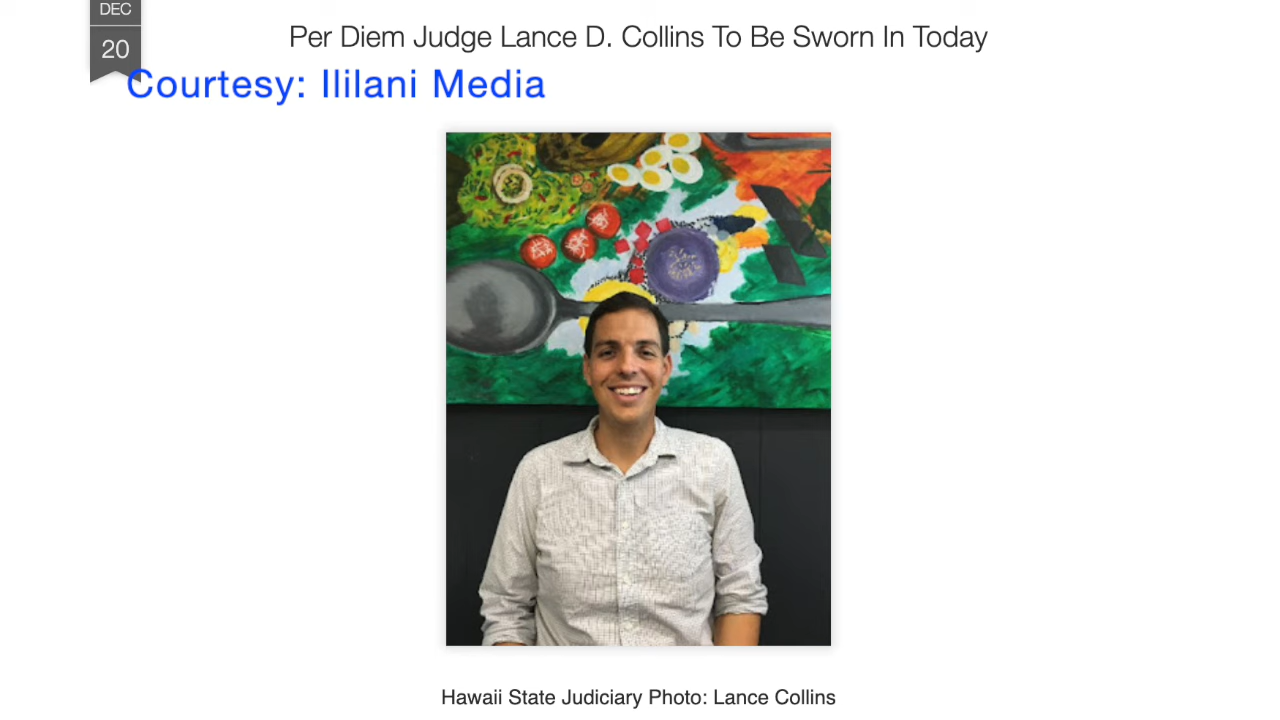 DEC
20
Per Diem Judge Lance D. Collins To Be Sworn In Today
Courtesy: Ililani Media
Hawaii State Judiciary Photo: Lance Collins